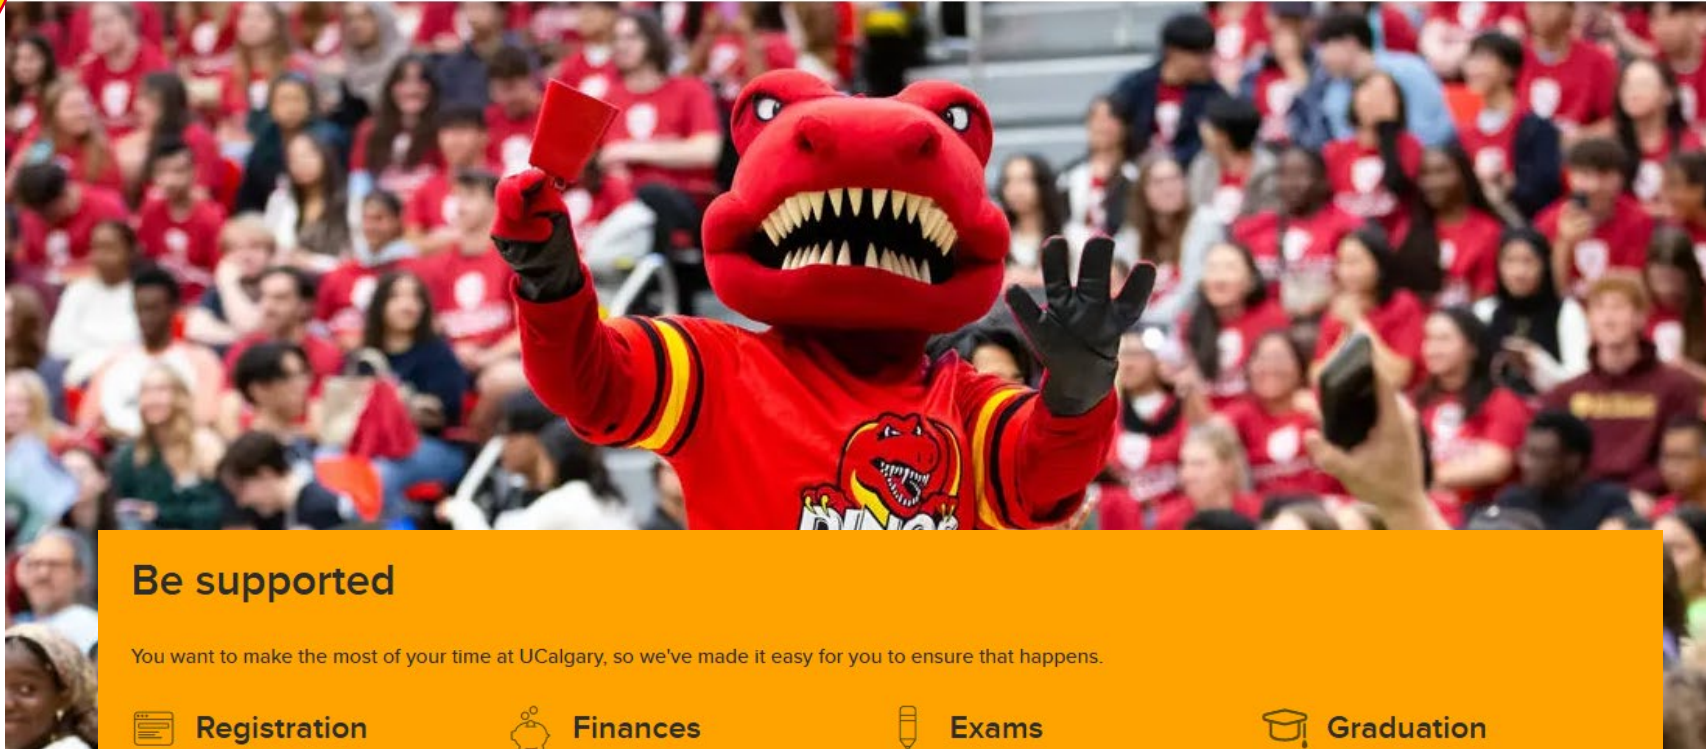 DINOS
Be supported
You want to make the most of your time at UCalgary, so we've made it easy for you to ensure that happens.
Registration
Finances
Exams
Graduation